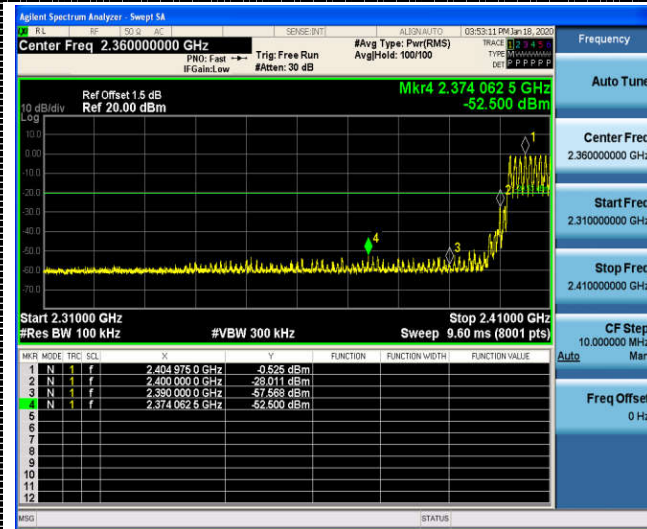 Agilent Spectrum Analyzer - Swept SA
RL RF 50 Ω AC SENSE:INT ALIGNAUTO 03:53:11 PM Jan 18, 2020
Center Freq 2.360000000 GHz
PNO: Fast
IFGain:Low
Trig: Free Run
#Atten: 30 dB
#Avg Type: Pwr(RMS)
Avg|Hold: 100/100
TRACE 1 2 3 4 5 6
TYPE M
DET P P P P P P
Mkr4 2.374 062 5 GHz
-52.500 dBm
Ref Offset 1.5 dB
10 dB/div Ref 20.00 dBm
Log
10.0
0.00
-10.0
-20.0
-30.0
-40.0
-50.0
-60.0
-70.0
1
2
3
4
Start 2.31000 GHz Stop 2.41000 GHz
#Res BW 100 kHz #VBW 300 kHz Sweep 9.60 ms (8001 pts)
MKR MODE TRC SCL X Y FUNCTION FUNCTION WIDTH FUNCTION VALUE
1 N 1 f 2.404 975 0 GHz -0.525 dBm
2 N 1 f 2.400 000 0 GHz -28.011 dBm
3 N 1 f 2.390 000 0 GHz -57.568 dBm
4 N 1 f 2.374 062 5 GHz -52.500 dBm
5
6
7
8
9
10
11
12
MSG STATUS
Frequency
Auto Tune
Center Freq
2.360000000 GHz
Start Freq
2.310000000 GHz
Stop Freq
2.410000000 GHz
CF Step
10.000000 MHz
Auto Man
Freq Offset
0 Hz